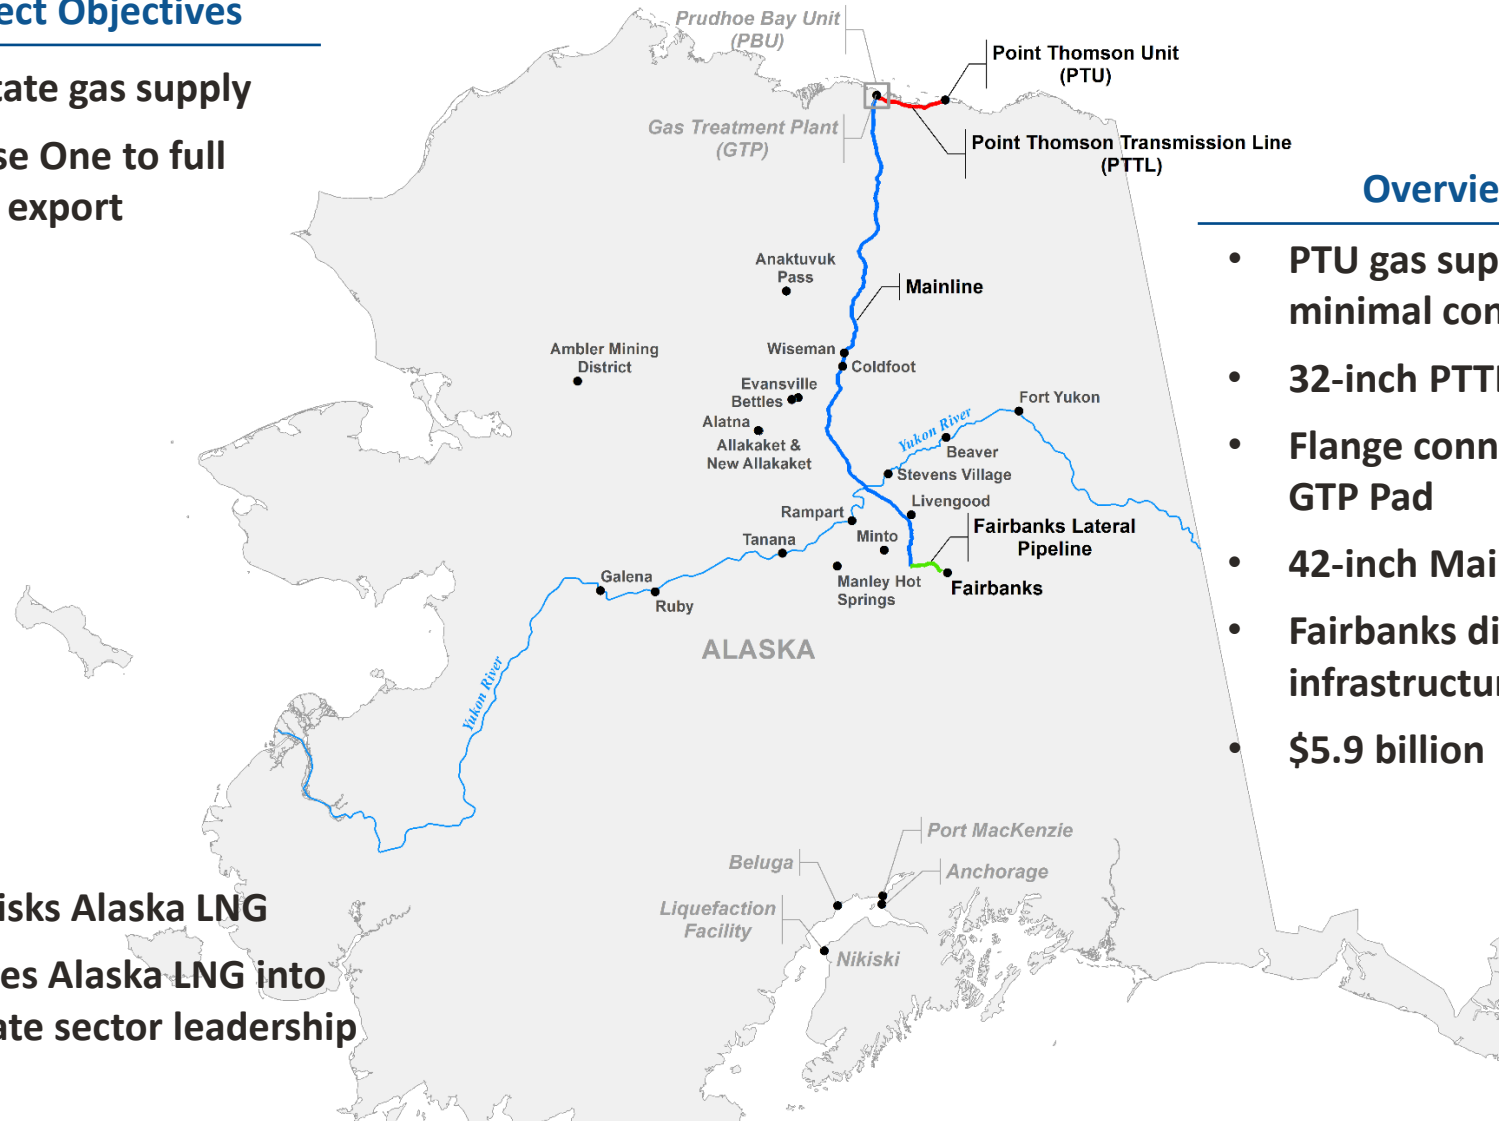 ect Objectives
tate gas supply
se One to full
export
isks Alaska LNG
es Alaska LNG into
ate sector leadership
Prudhoe Bay Unit
(PBU)
Point Thomson Unit
(PTU)
Gas Treatment Plant
(GTP)
Point Thomson Transmission Line
(PTTL)
Anaktuvuk
Pass
Mainline
Ambler Mining
District
Wiseman
Coldfoot
Evansville
Bettles
Alatna
Allakaket &
New Allakaket
Fort Yukon
Yukon River
Beaver
Stevens Village
Livengood
Rampart
Minto
Tanana
Fairbanks Lateral
Pipeline
Galena
Ruby
Manley Hot
Springs
Fairbanks
ALASKA
Yukon River
Port MacKenzie
Beluga
Anchorage
Liquefaction
Facility
Nikiski
Overvie
• PTU gas sup
minimal con
• 32-inch PTT
• Flange conn
GTP Pad
• 42-inch Mai
• Fairbanks di
infrastructu
• $5.9 billion